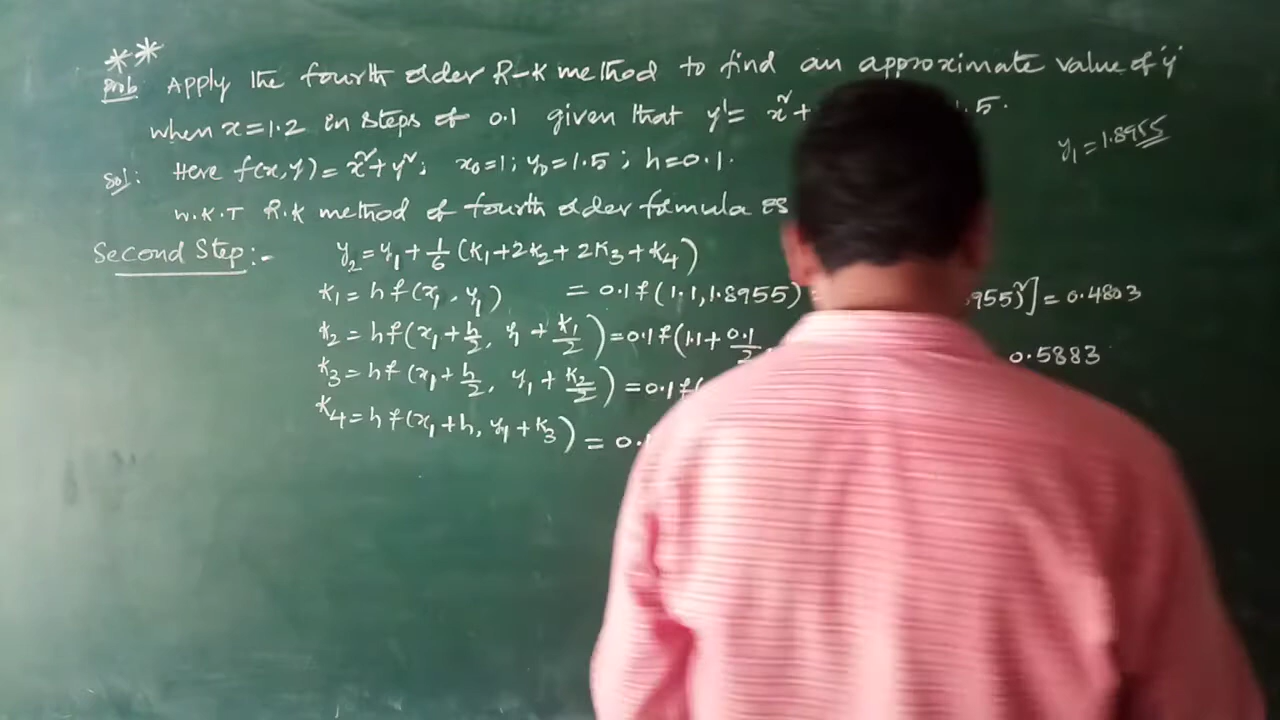 **
Prob: Apply the fourth order R-K method to find an approximate value of 'y'
when x=1.2 in steps of 0.1 given that y'= x²+ 1.5.
y₁=1.8955
Sol: Here f(x,y)=x²+y²; x₀=1; y₀=1.5; h=0.1.
W.K.T R.K method of fourth order formula is
Second Step:- y₂=y₁+1/6(K₁+2K₂+2K₃+K₄)
K₁=hf(x₁,y₁) =0.1f(1.1,1.8955) 955)²]=0.4803
K₂=hf(x₁+h/2, y₁+K₁/2)=0.1f(1.1+0.1/2, 0.5883
K₃=hf(x₁+h/2, y₁+K₂/2)=0.1f(
K₄=hf(x₁+h, y₁+K₃) =0.1